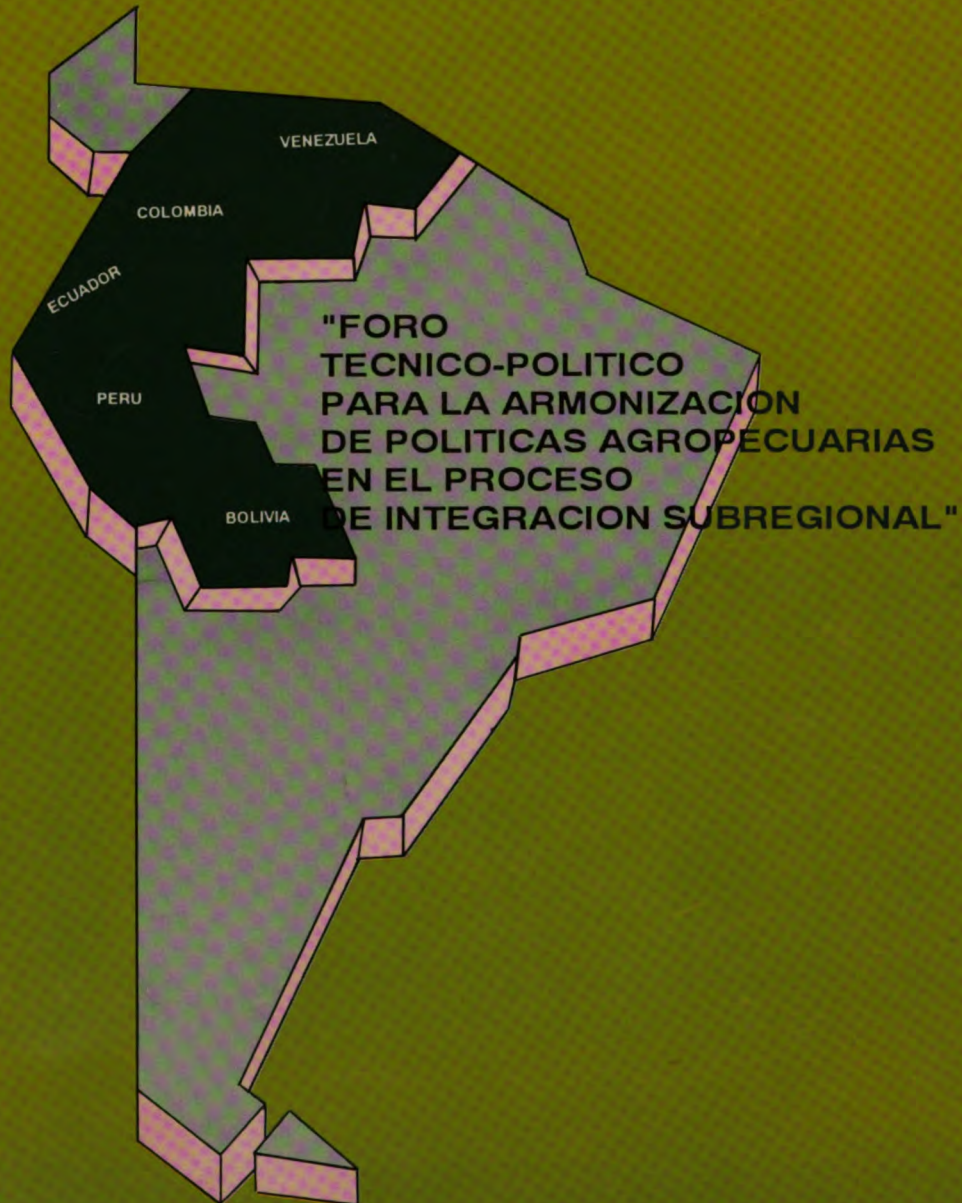 VENEZUELA
COLOMBIA
ECUADOR
PERU
BOLIVIA
"FORO
TECNICO-POLITICO
PARA LA ARMONIZACION
DE POLITICAS AGROPECUARIAS
EN EL PROCESO
DE INTEGRACION SUBREGIONAL"